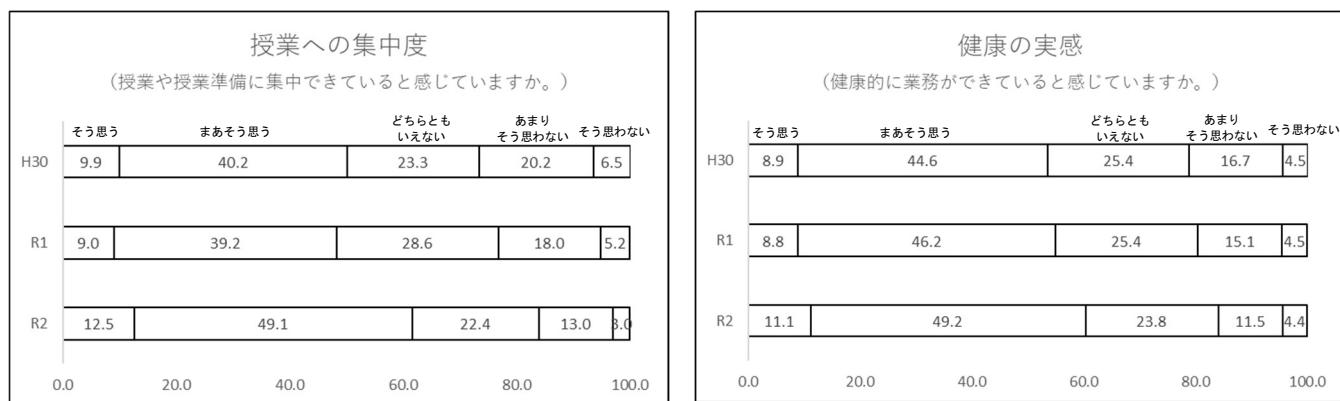 授業への集中度
（授業や授業準備に集中できていると感じていますか。）
そう思う まあそう思う どちらとも あまり そう思わない
いえない そう思わない
H30 9.9 40.2 23.3 20.2 6.5
R1 9.0 39.2 28.6 18.0 5.2
R2 12.5 49.1 22.4 13.0 3.0
0.0 20.0 40.0 60.0 80.0 100.0
健康の実感
（健康的に業務ができていると感じていますか。）
そう思う まあそう思う どちらとも あまり そう思わない
いえない そう思わない
H30 8.9 44.6 25.4 16.7 4.5
R1 8.8 46.2 25.4 15.1 4.5
R2 11.1 49.2 23.8 11.5 4.4
0.0 20.0 40.0 60.0 80.0 100.0